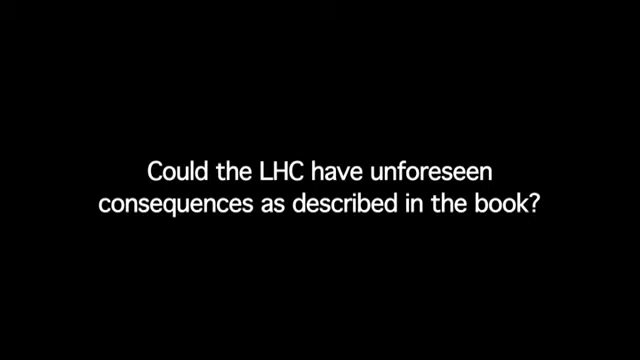 Could the LHC have unforeseen
consequences as described in the book?